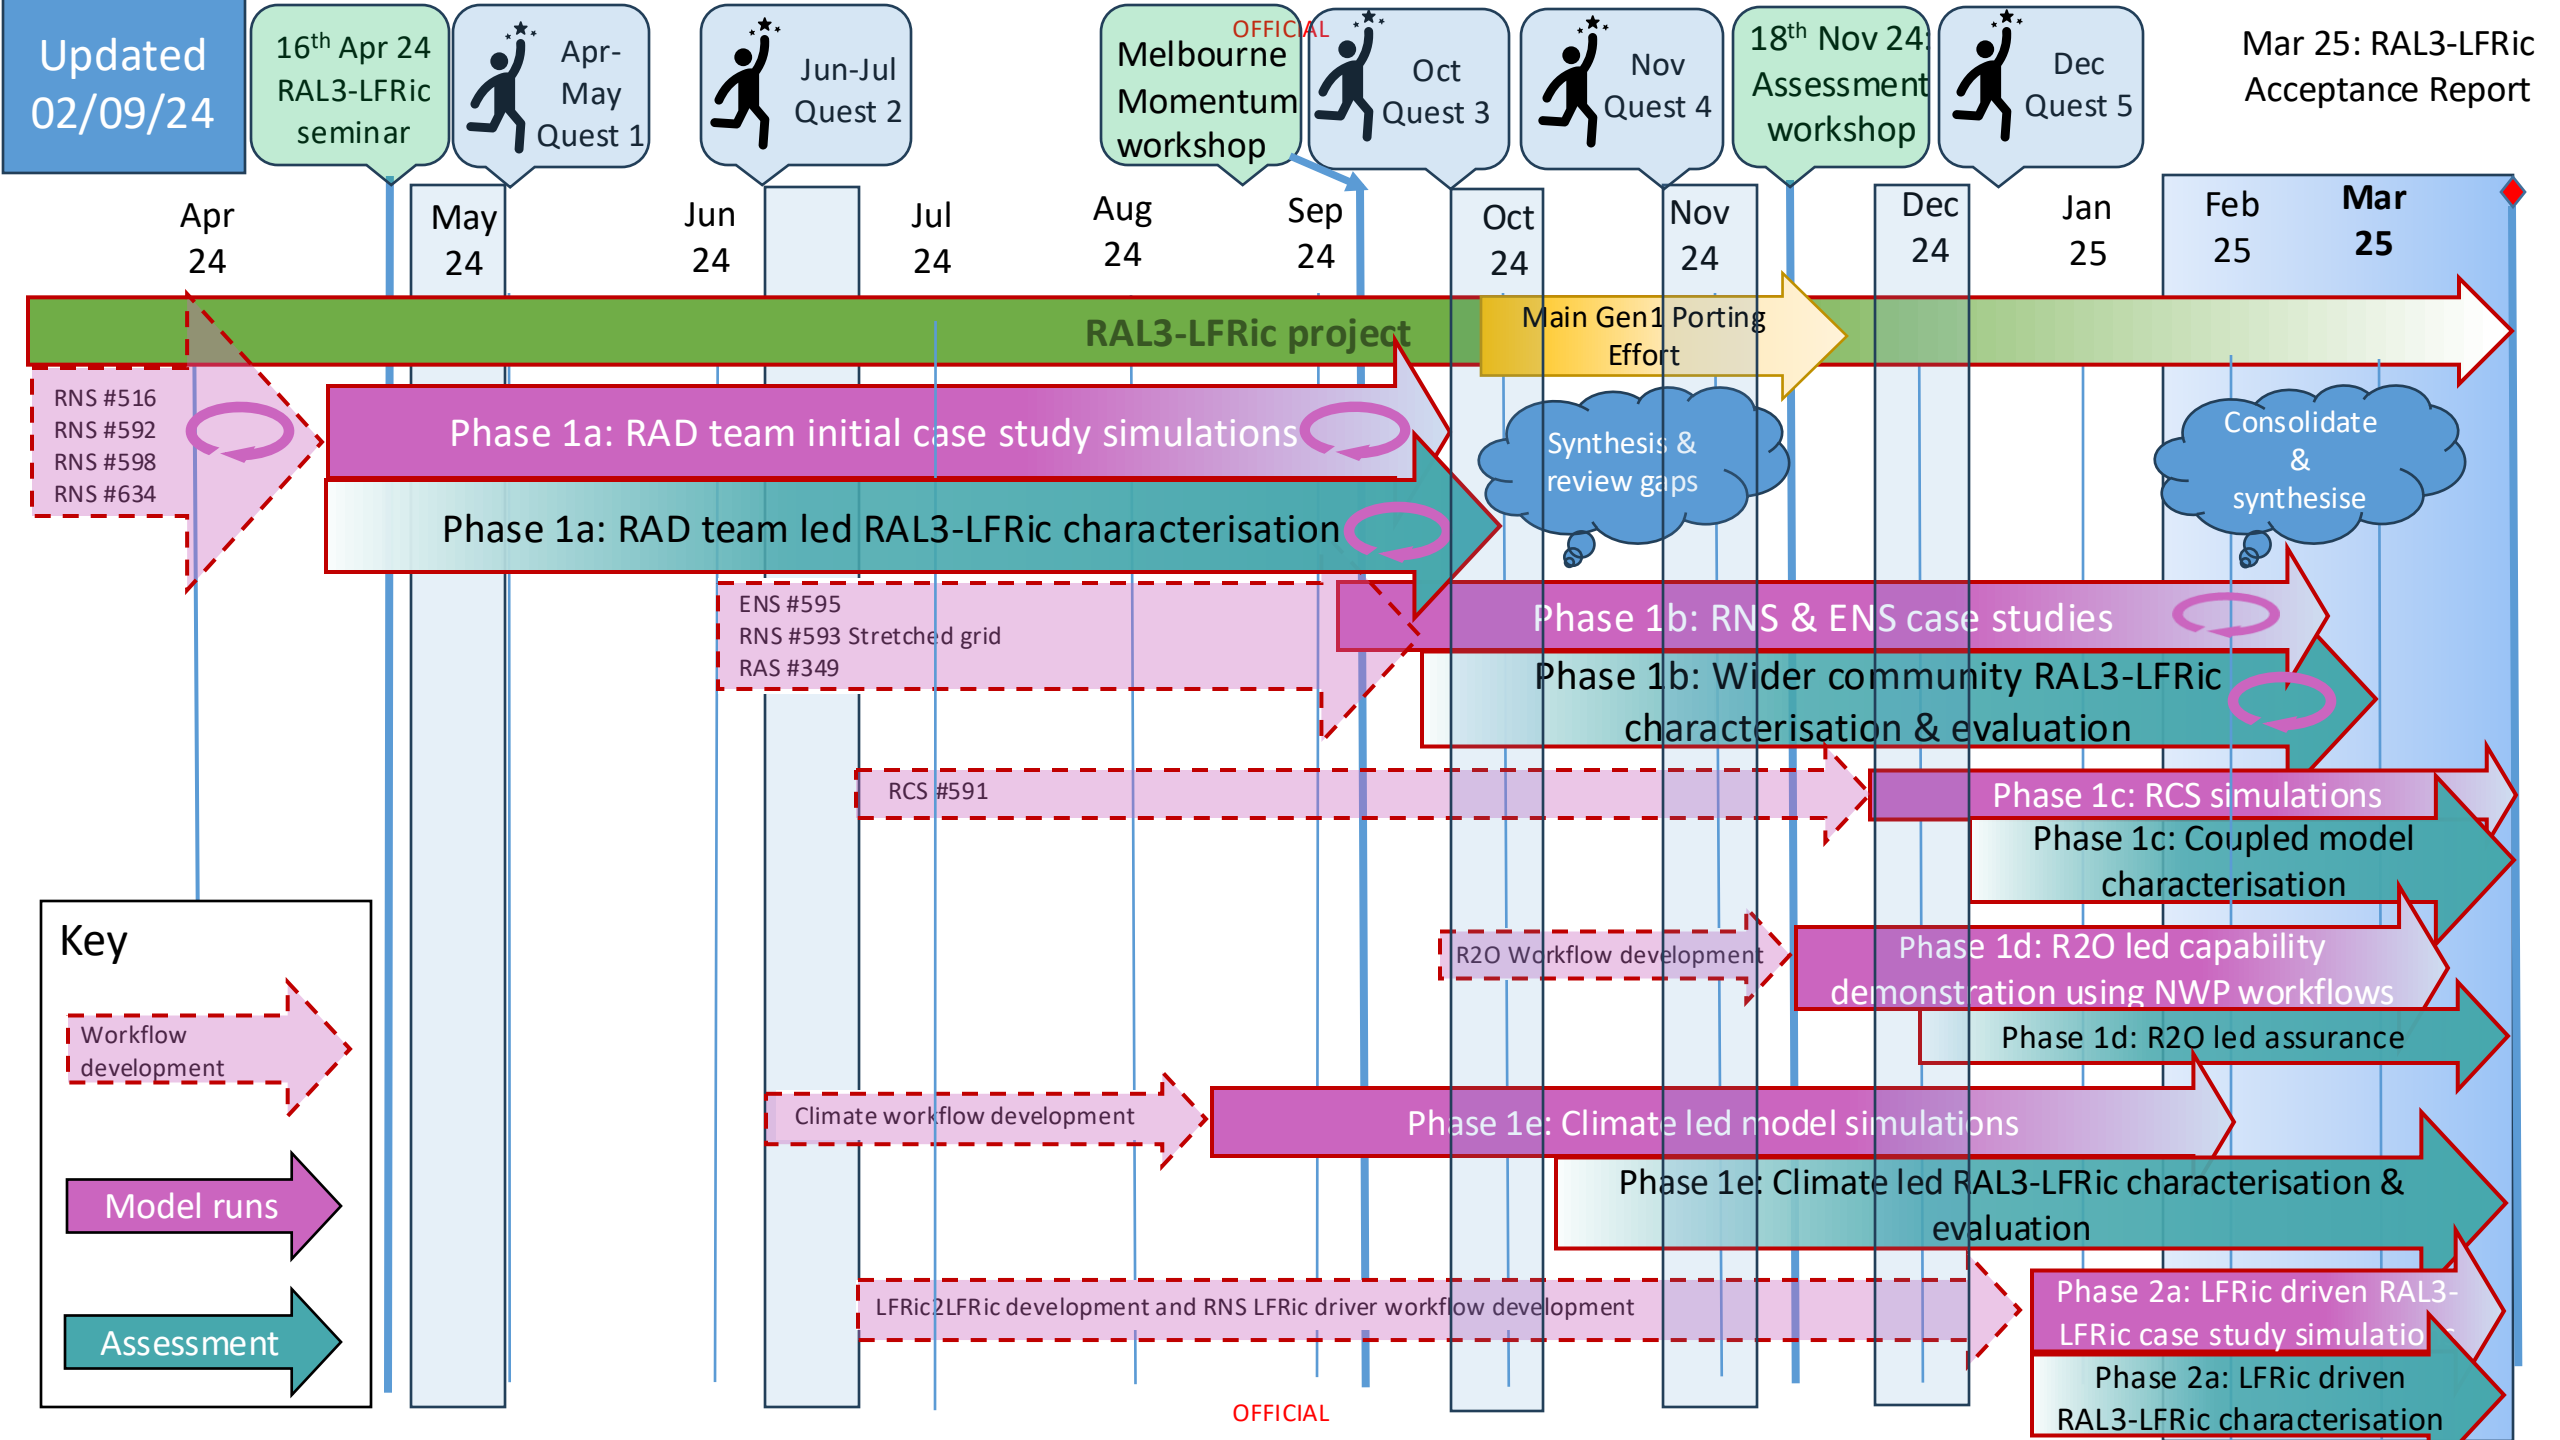 OFFICIAL
Updated
02/09/24
16th Apr 24
RAL3-LFRic
seminar
Apr-
May
Quest 1
Jun-Jul
Quest 2
Melbourne
Momentum
workshop
Oct
Quest 3
Nov
Quest 4
18th Nov 24:
Assessment
workshop
Dec
Quest 5
Mar 25: RAL3-LFRic
Acceptance Report
Apr
24
May
24
Jun
24
Jul
24
Aug
24
Sep
24
Oct
24
Nov
24
Dec
24
Jan
25
Feb
25
Mar
25
RAL3-LFRic project
Main Gen1 Porting
Effort
RNS #516
RNS #592
RNS #598
RNS #634
Phase 1a: RAD team initial case study simulations
Synthesis &
review gaps
Consolidate
&
synthesise
Phase 1a: RAD team led RAL3-LFRic characterisation
ENS #595
RNS #593 Stretched grid
RAS #349
Phase 1b: RNS & ENS case studies
Phase 1b: Wider community RAL3-LFRic
characterisation & evaluation
RCS #591
Phase 1c: RCS simulations
Phase 1c: Coupled model
characterisation
R2O Workflow development
Phase 1d: R2O led capability
demonstration using NWP workflows
Phase 1d: R2O led assurance
Climate workflow development
Phase 1e: Climate led model simulations
Phase 1e: Climate led RAL3-LFRic characterisation &
evaluation
LFRic2LFRic development and RNS LFRic driver workflow development
Phase 2a: LFRic driven RAL3-
LFRic case study simulations
Phase 2a: LFRic driven
RAL3-LFRic characterisation
Key
Workflow
development
Model runs
Assessment
OFFICIAL